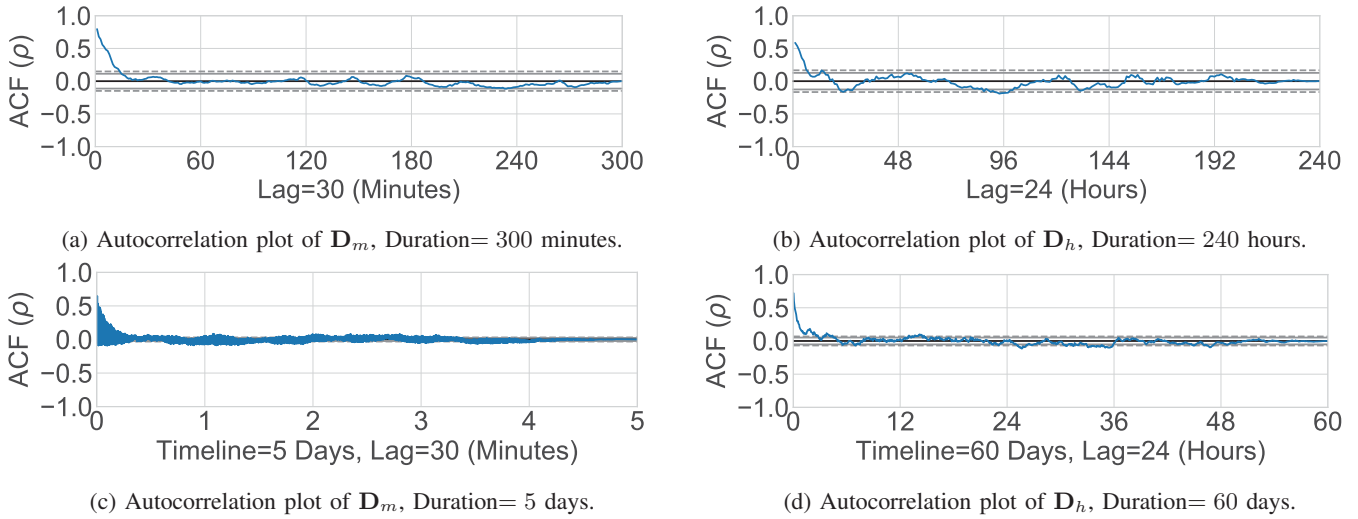 1.0
0.5
0.0
−0.5
−1.0
ACF (ρ)
0 60 120 180 240 300
Lag=30 (Minutes)
(a) Autocorrelation plot of D_m, Duration= 300 minutes.
1.0
0.5
0.0
−0.5
−1.0
ACF (ρ)
0 48 96 144 192 240
Lag=24 (Hours)
(b) Autocorrelation plot of D_h, Duration= 240 hours.
1.0
0.5
0.0
−0.5
−1.0
ACF (ρ)
0 1 2 3 4 5
Timeline=5 Days, Lag=30 (Minutes)
(c) Autocorrelation plot of D_m, Duration= 5 days.
1.0
0.5
0.0
−0.5
−1.0
ACF (ρ)
0 12 24 36 48 60
Timeline=60 Days, Lag=24 (Hours)
(d) Autocorrelation plot of D_h, Duration= 60 days.